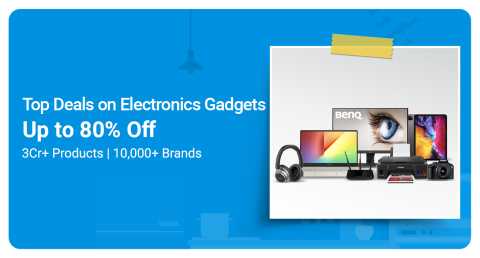 Top Deals on Electronics Gadgets
Up to 80% Off
3Cr+ Products | 10,000+ Brands
BenQ